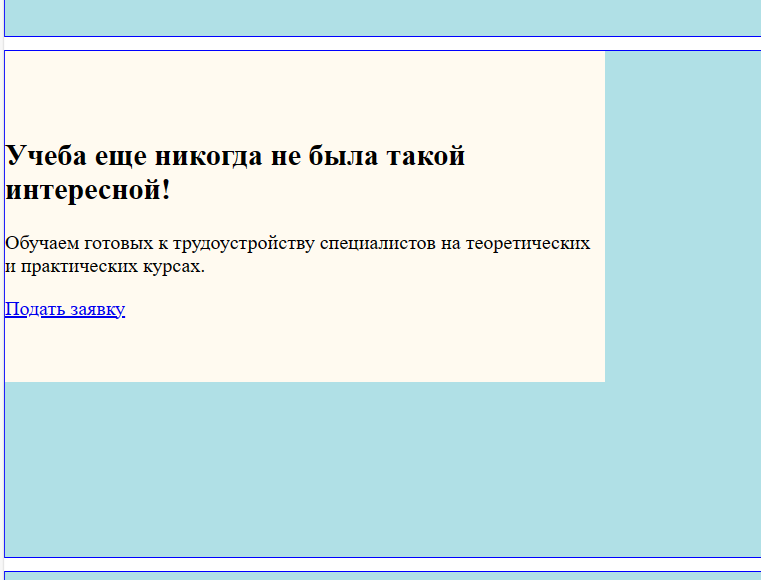 Учеба еще никогда не была такой
интересной!
Обучаем готовых к трудоустройству специалистов на теоретических
и практических курсах.
Подать заявку